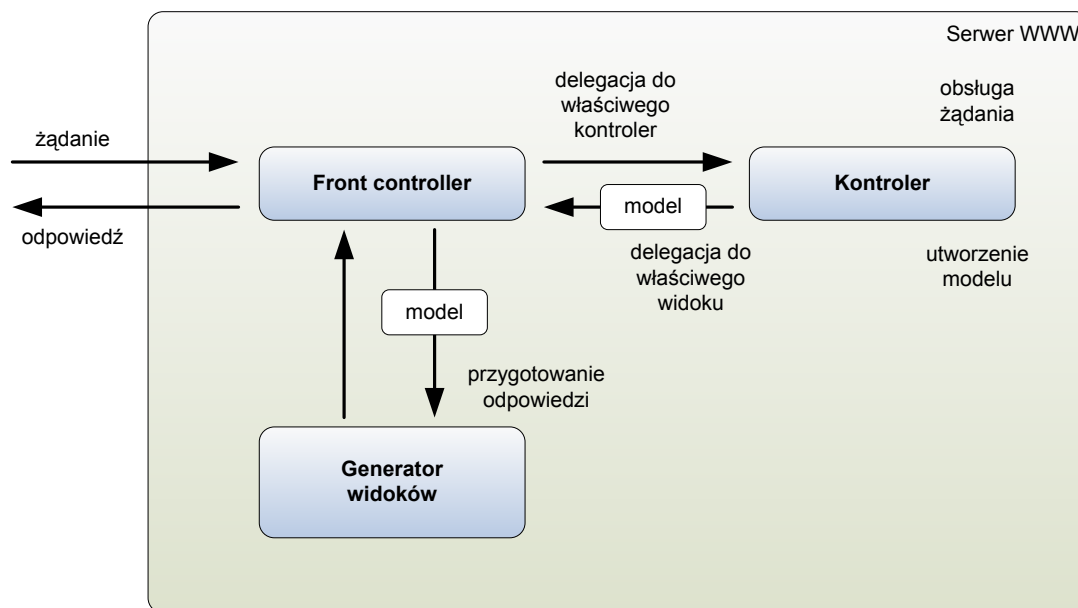 Serwer WWW
delegacja do
właściwego
kontroler
obsługa
żądania
żądanie
Front controller
Kontroler
model
odpowiedź
delegacja do
właściwego
widoku
utworzenie
modelu
model
przygotowanie
odpowiedzi
Generator
widoków